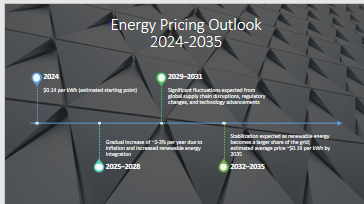 Energy Pricing Outlook
2024-2035
2024
$0.14 per kWh (estimated starting point)
2029–2031
Significant fluctuations expected from
global supply chain disruptions, regulatory
changes, and technology advancements
Gradual increase of ~2-3% per year due to
inflation and increased renewable energy
integration
2025–2028
Stabilization expected as renewable energy
becomes a larger share of the grid;
estimated average price ~$0.19 per kWh by
2035
2032–2035